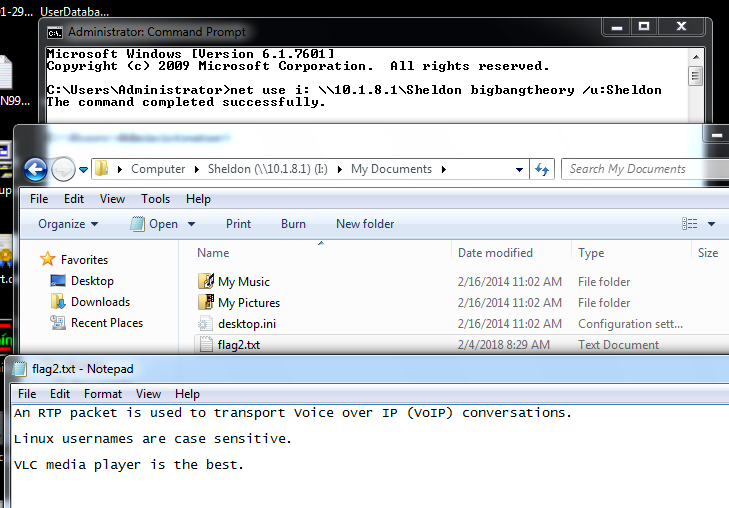 01-29... UserDataba...
Administrator: Command Prompt
Microsoft Windows [Version 6.1.7601]
Copyright (c) 2009 Microsoft Corporation.  All rights reserved.
C:\Users\Administrator>net use i: \\10.1.8.1\Sheldon bigbangtheory /u:Sheldon
The command completed successfully.
N99...
Computer Sheldon (\\10.1.8.1) (I:) My Documents Search My Documents
up
File Edit View Tools Help
Organize Open Print Burn New folder
Name Date modified Type Size
Favorites
Desktop My Music 2/16/2014 11:02 AM File folder
Downloads My Pictures 2/16/2014 11:02 AM File folder
Recent Places desktop.ini 2/16/2014 11:02 AM Configuration sett...
flag2.txt 2/4/2018 8:29 AM Text Document
flag2.txt - Notepad
File Edit Format View Help
An RTP packet is used to transport Voice over IP (VoIP) conversations.
Linux usernames are case sensitive.
VLC media player is the best.